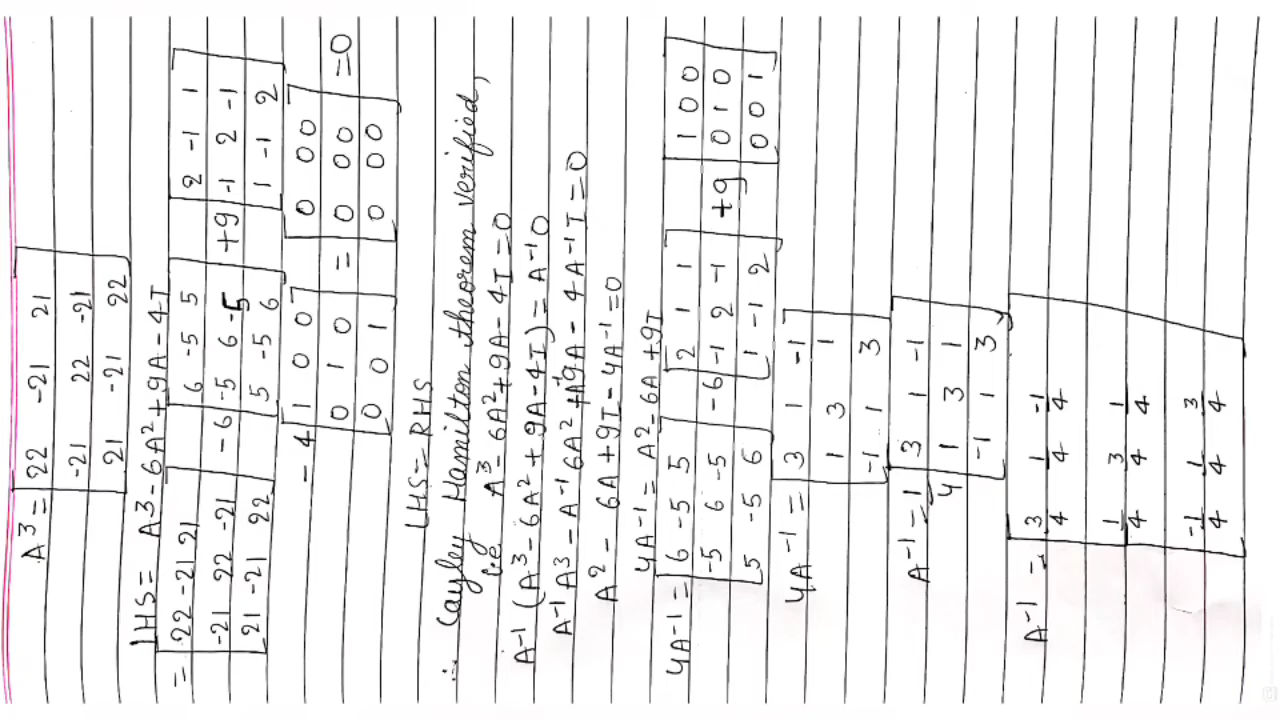 A³ = [22 -21 21
-21 22 -21
21 -21 22]
LHS = A3 - 6A² + 9A - 4I
= [22 -21 21 -6 [6 -5 5 +9 [2 -1 1
-21 22 -21 -5 6 -5 -1 2 -1
21 -21 22] 5 -5 6] 1 -1 2]
-4 [1 0 0 = [0 0 0 = 0
0 1 0 0 0 0
0 0 1] 0 0 0]
LHS = RHS
∴ Cayley Hamilton theorem verified,
ie A³ - 6A² + 9A - 4I = 0
A⁻¹ (A³ - 6A² + 9A - 4I) = A⁻¹0
A⁻¹A³ - A⁻¹6A² + A⁻¹9A - 4A⁻¹I = 0
A² - 6A + 9I - 4A⁻¹ = 0
4A⁻¹ = A² - 6A + 9I
4A⁻¹ = [6 -5 5 -6 [2 1 1 +9 [1 0 0
-5 6 -5 -1 2 -1 0 1 0
5 -5 6] 1 -1 2] 0 0 1]
4A⁻¹ = [3 1 -1
1 3 1
-1 1 3]
A⁻¹ = 1/4 [3 1 -1
1 3 1
-1 1 3]
A⁻¹ = [3/4 1/4 -1/4
1/4 3/4 1/4
-1/4 1/4 3/4]